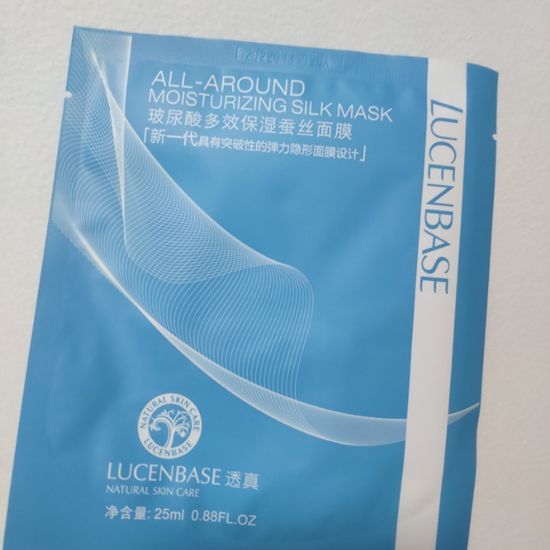 ALL-AROUND
MOISTURIZING SILK MASK
玻尿酸多效保湿蚕丝面膜
「新一代具有突破性的弹力隐形面膜设计」
LUCENBASE
NATURAL SKIN CARE
LUCENBASE
LUCENBASE 透真
NATURAL SKIN CARE
净含量: 25ml 0.88FL.OZ